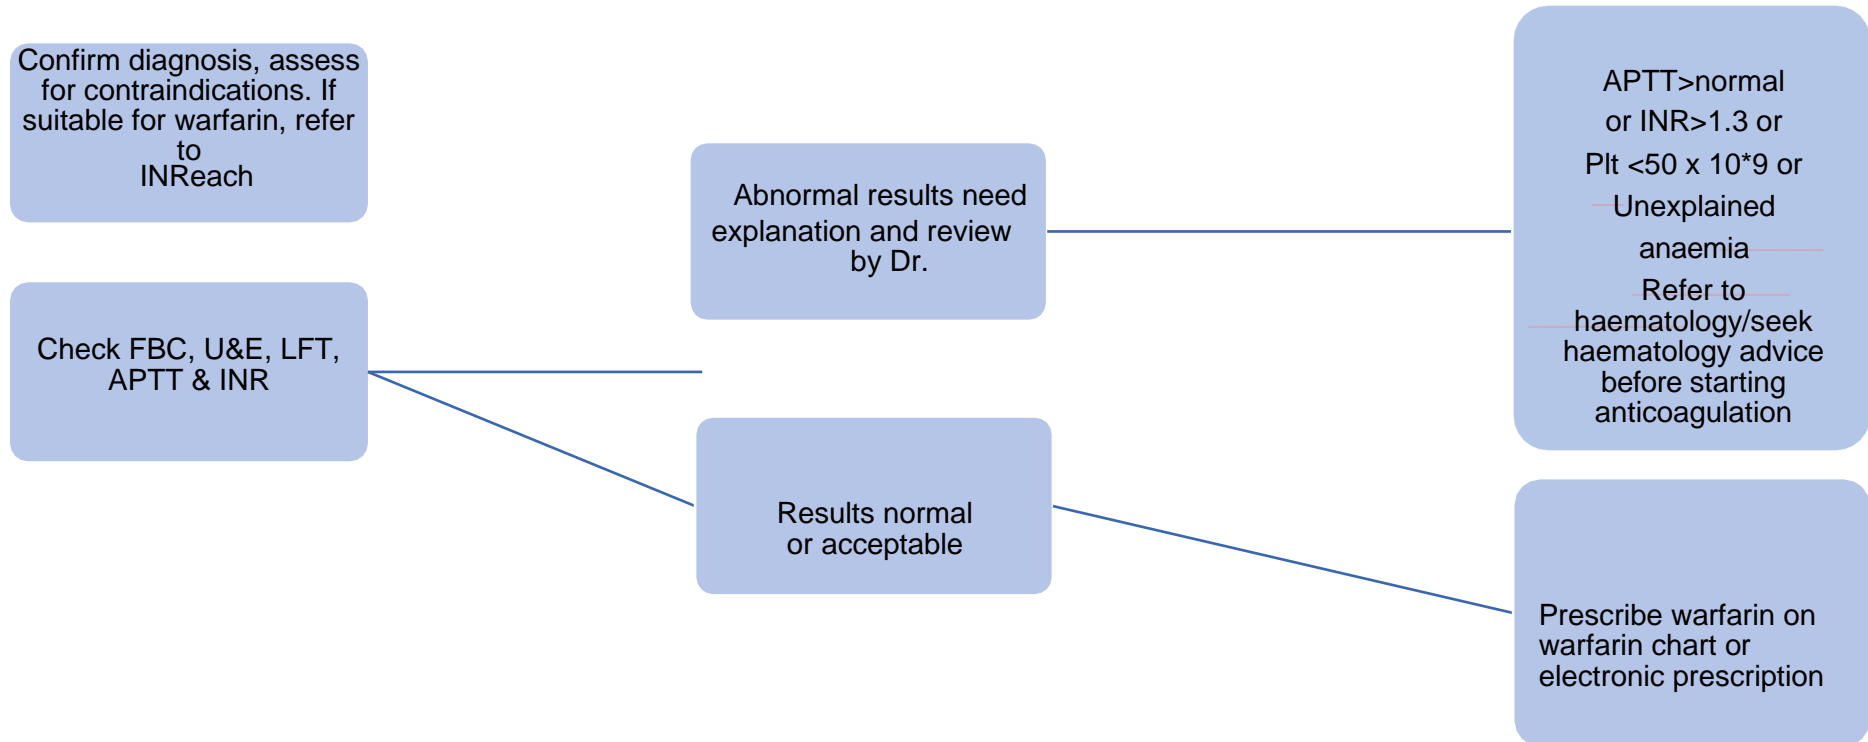 Confirm diagnosis, assess
for contraindications. If
suitable for warfarin, refer
to
INReach
Check FBC, U&E, LFT,
APTT & INR
Abnormal results need
explanation and review
by Dr.
Results normal
or acceptable
APTT>normal
or INR>1.3 or
Plt <50 x 10*9 or
Unexplained
anaemia
Refer to
haematology/seek
haematology advice
before starting
anticoagulation
Prescribe warfarin on
warfarin chart or
electronic prescription